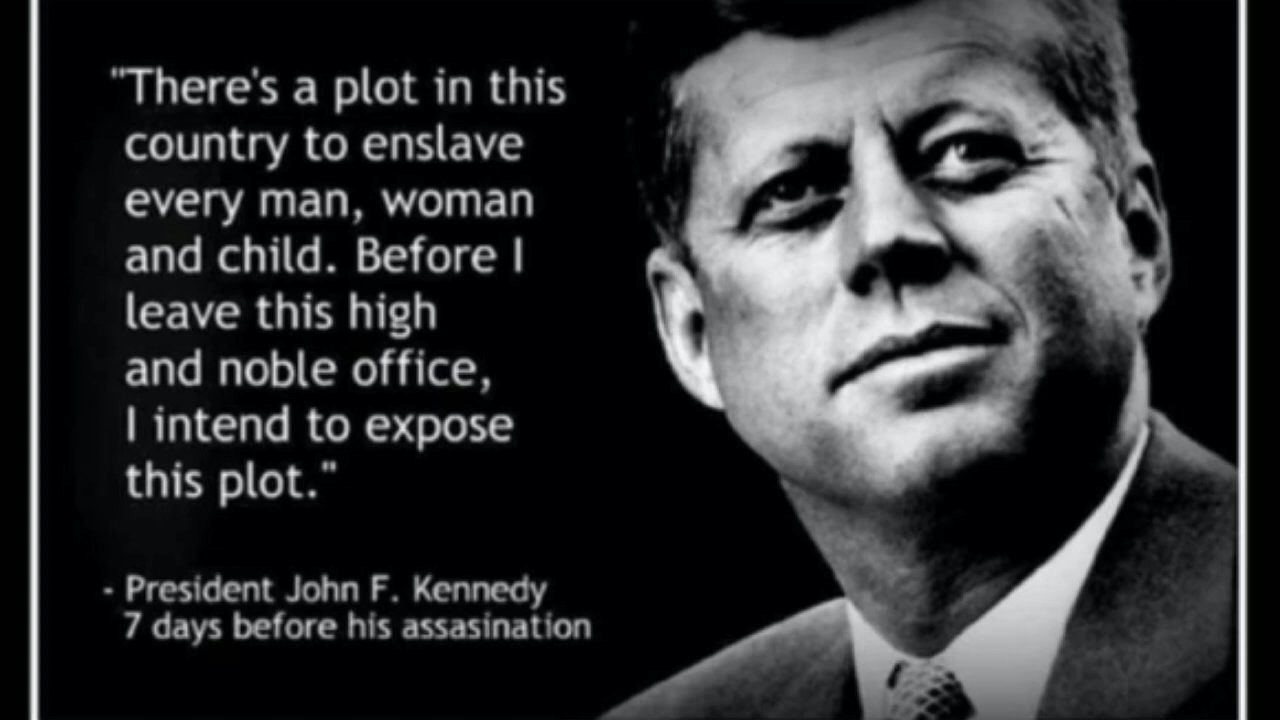 "There's a plot in this
country to enslave
every man, woman
and child. Before I
leave this high
and noble office,
I intend to expose
this plot."
- President John F. Kennedy
7 days before his assasination